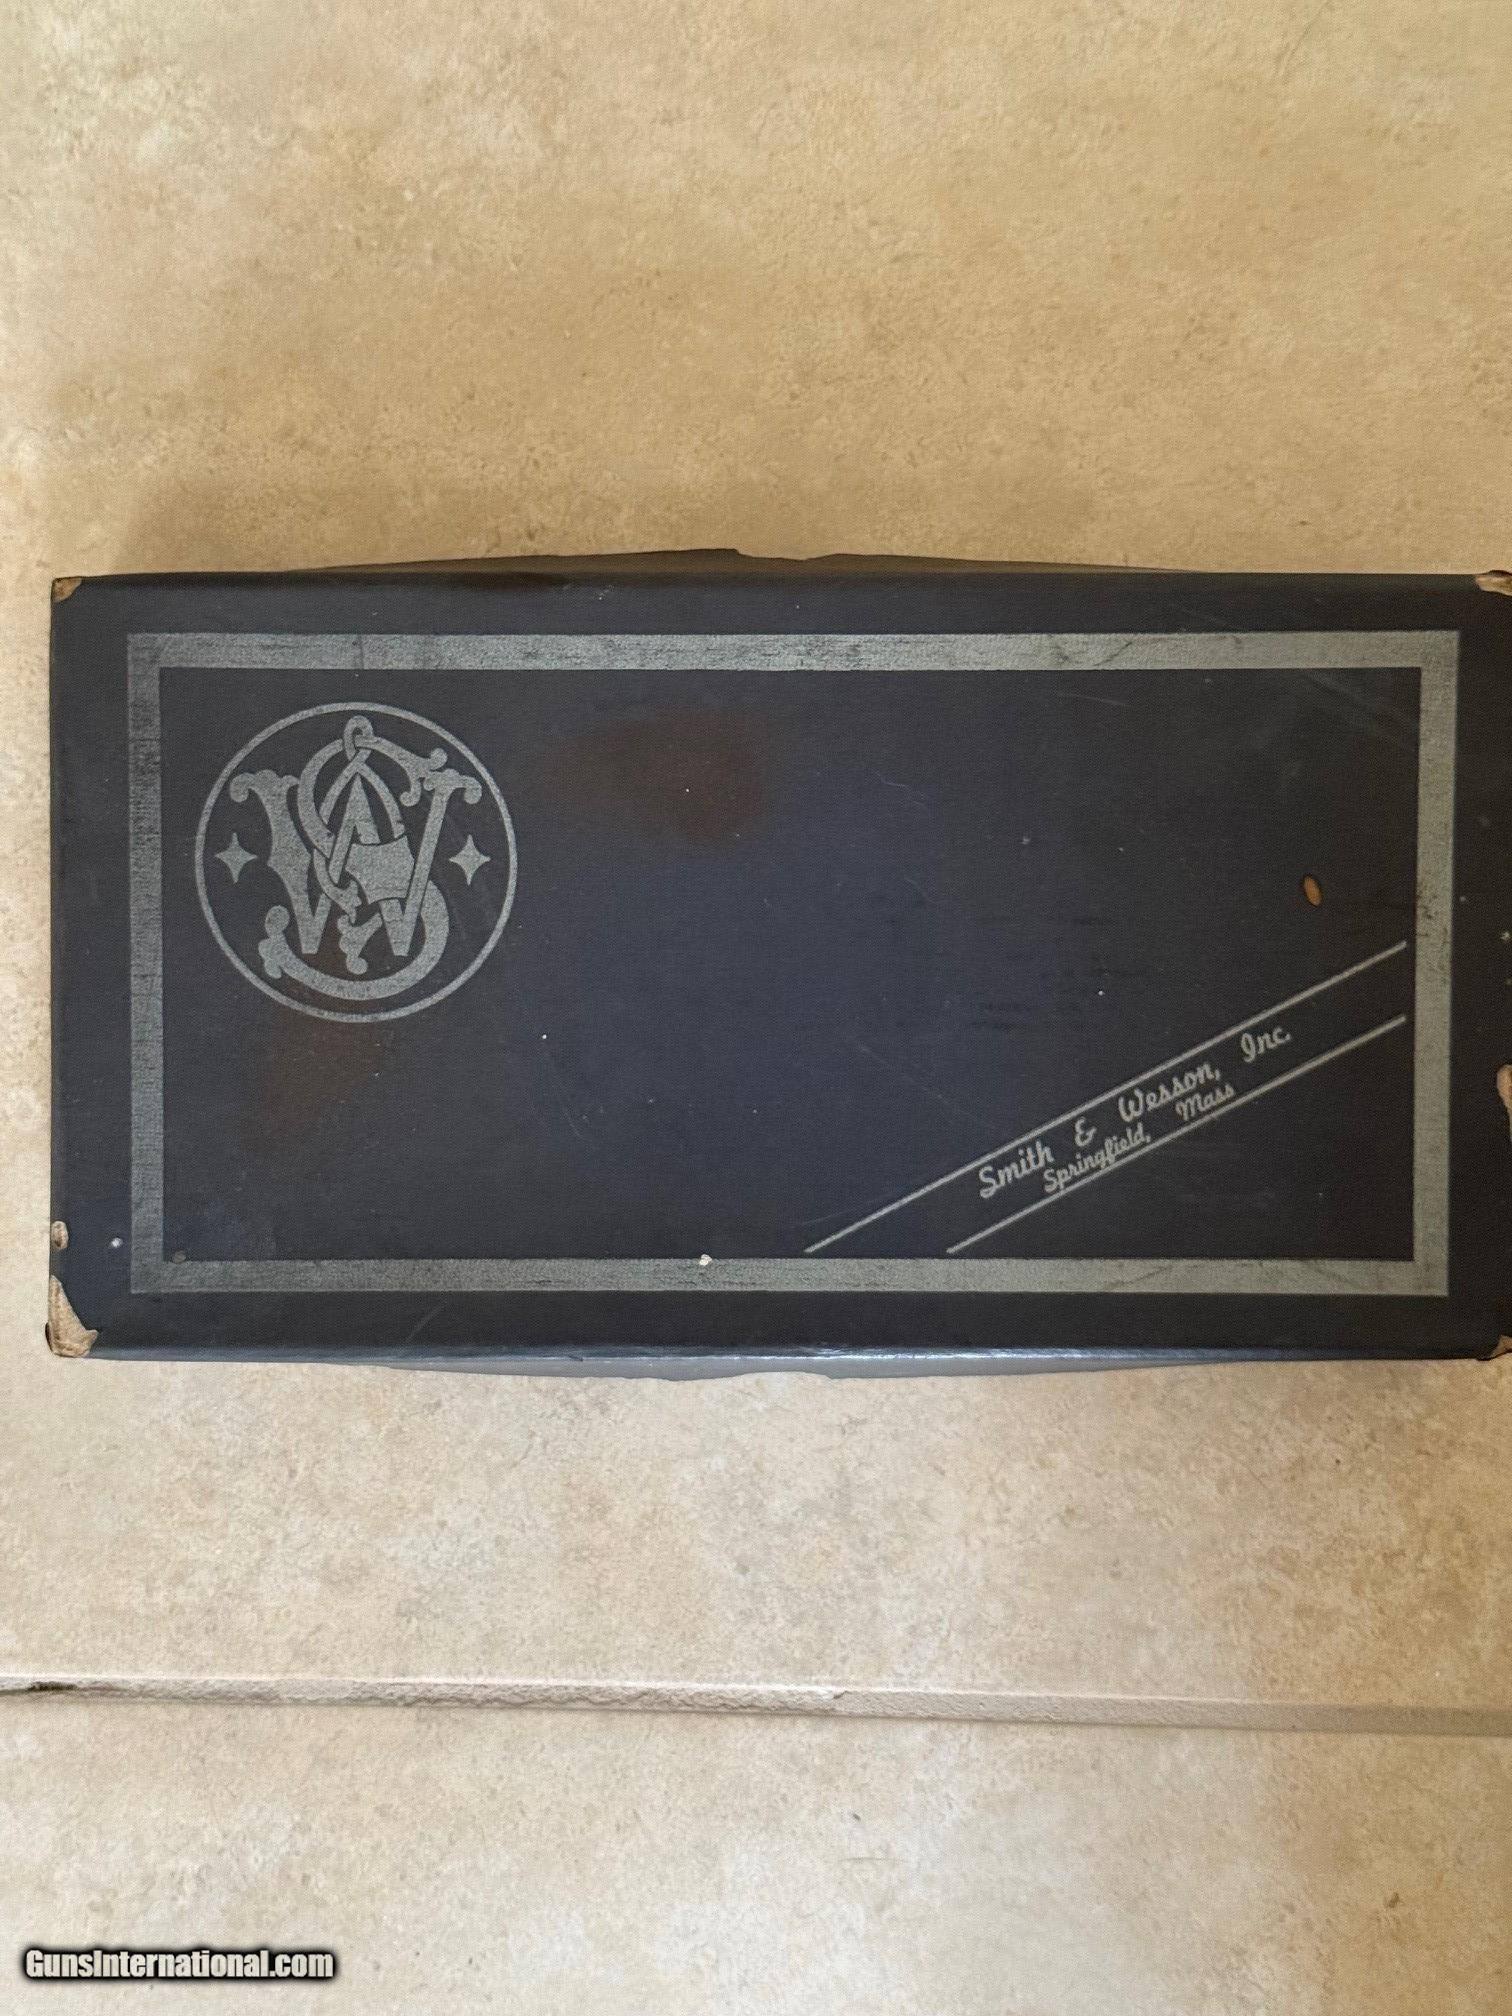 S&W
Smith & Wesson, Inc.
Springfield, Mass
GunsInternational.com